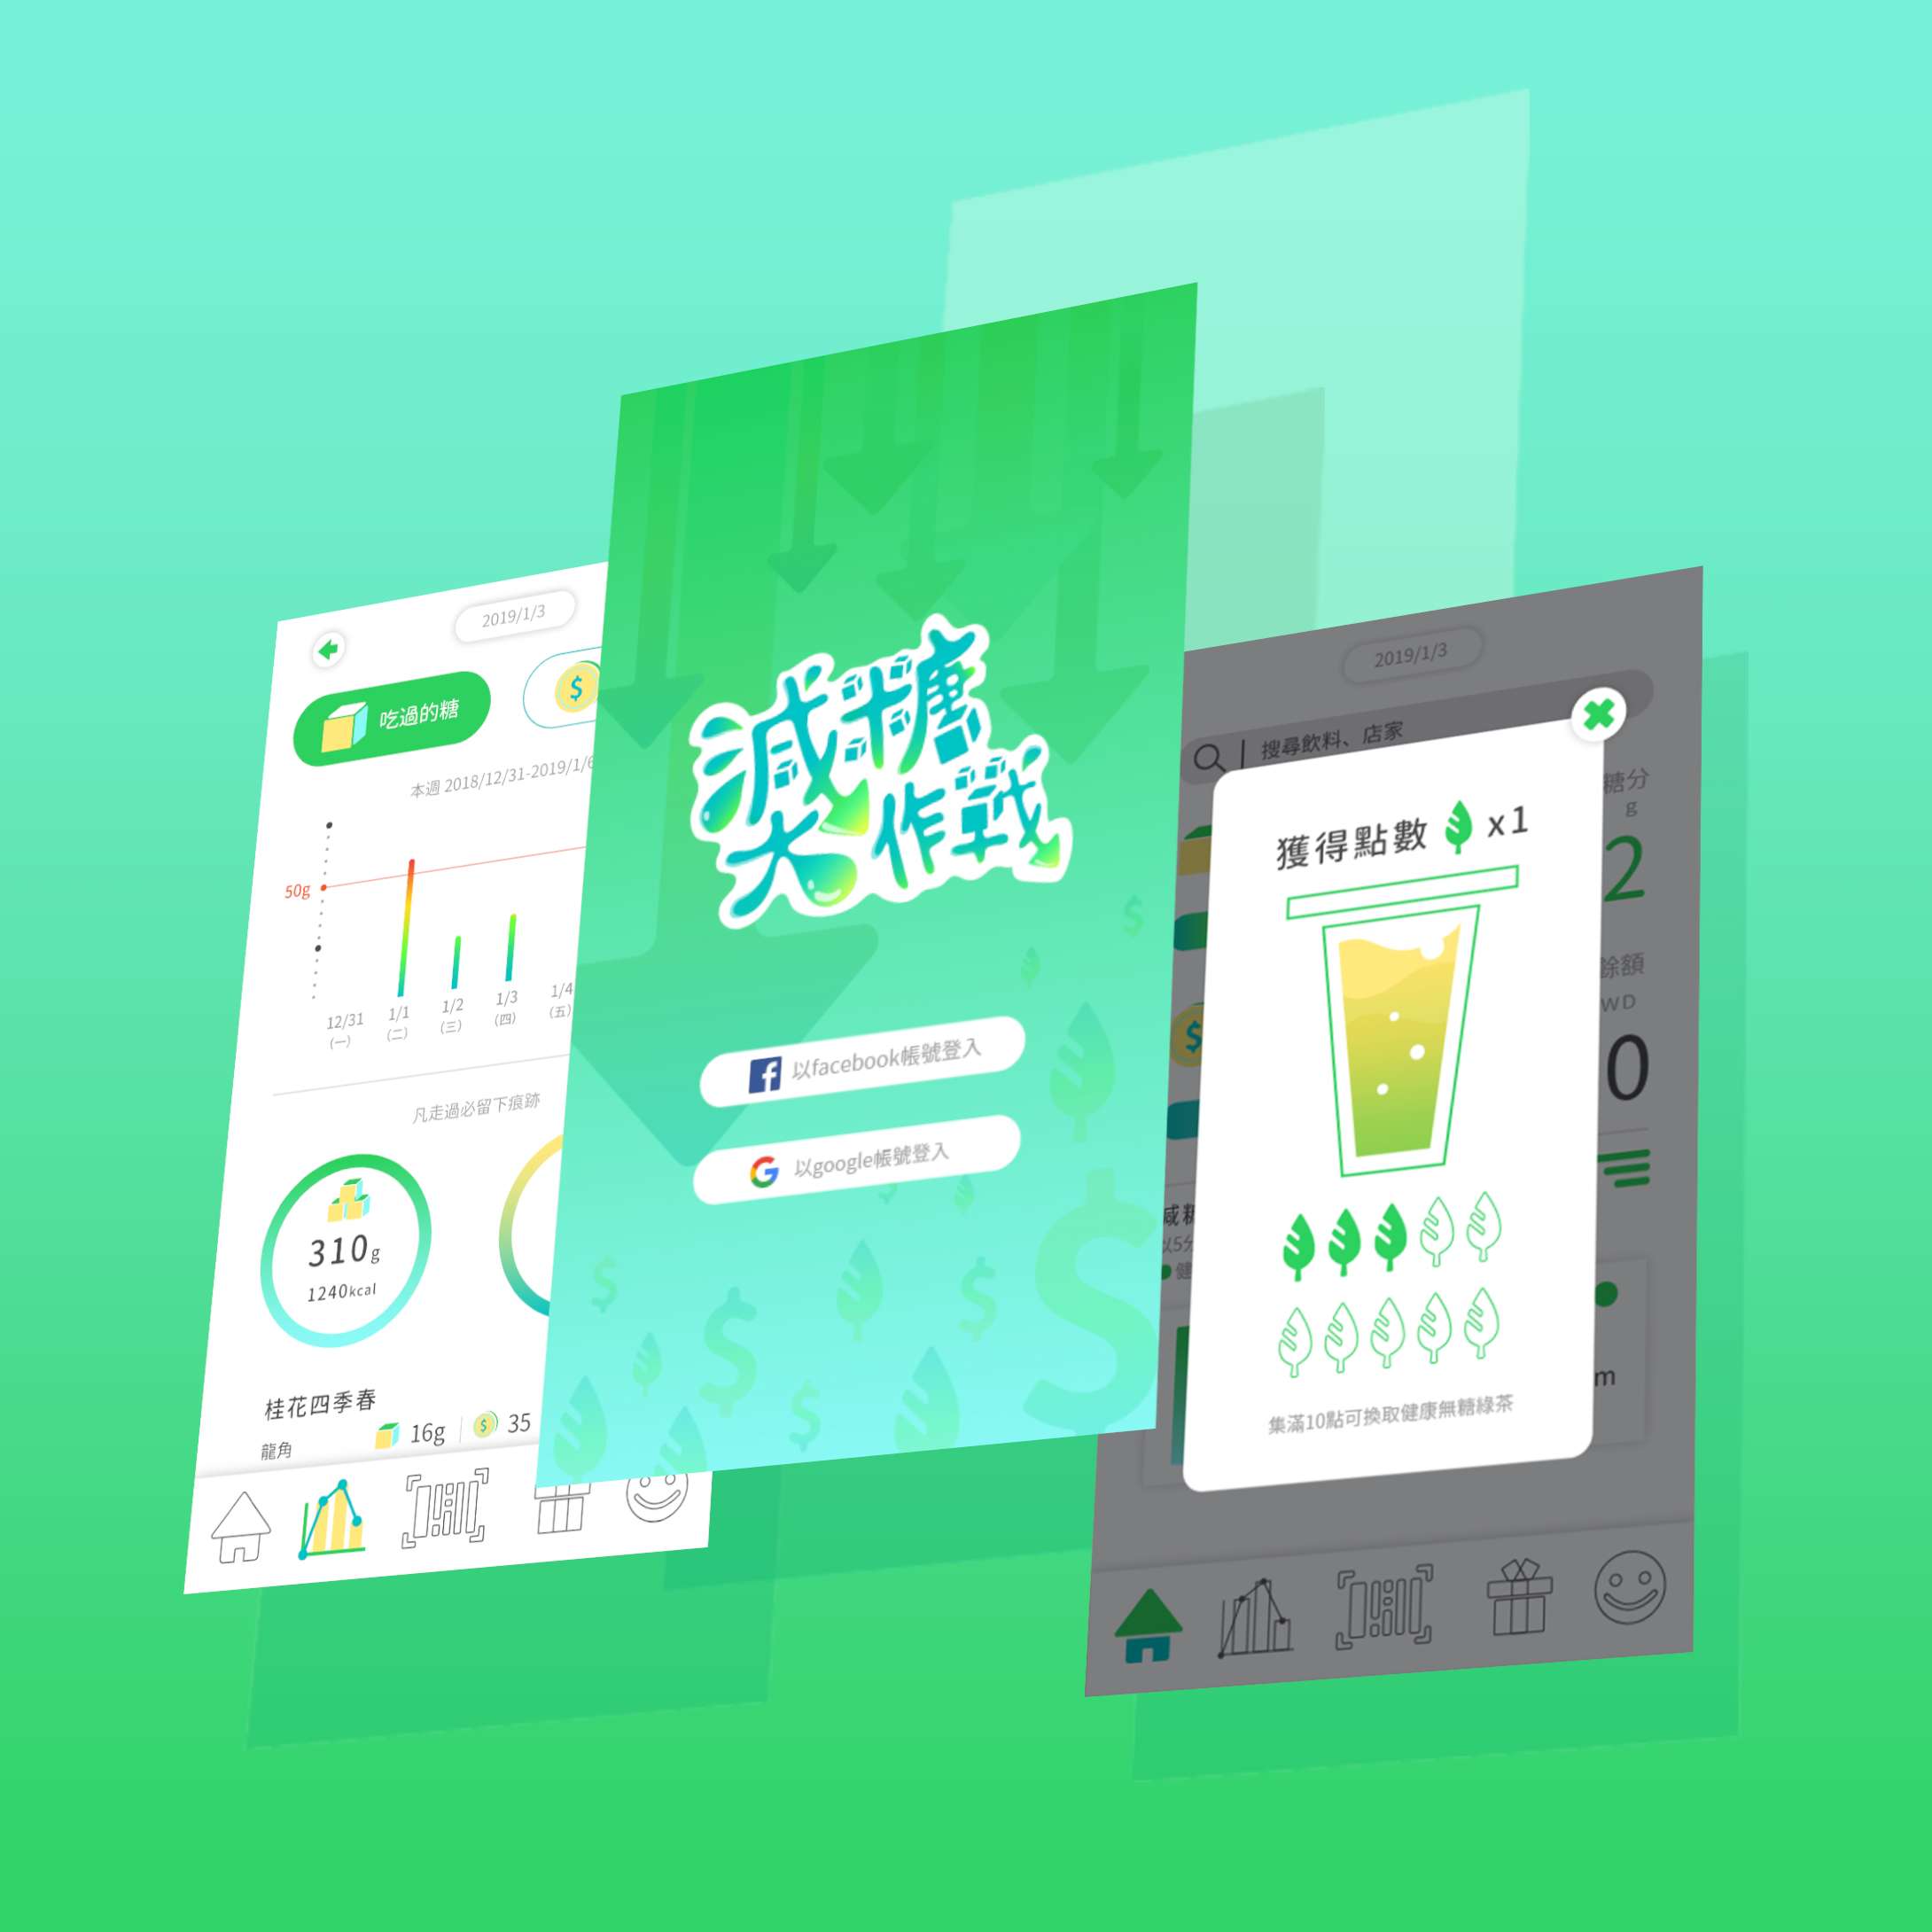 2019/1/3
吃過的糖
$
本週 2018/12/31-2019/1/6
50g
12/31 1/1 1/2 1/3 1/4
(一) (二) (三) (四) (五)
凡走過必留下痕跡
310g
1240kcal
桂花四季春
龍角
16g $ 35
減糖
大作戰
f 以facebook帳號登入
G 以google帳號登入
2019/1/3
搜尋飲料、店家
糖分
g
2
餘額
WD
$
0
減糖
以5分
健
m
獲得點數 x1
集滿10點可換取健康無糖綠茶